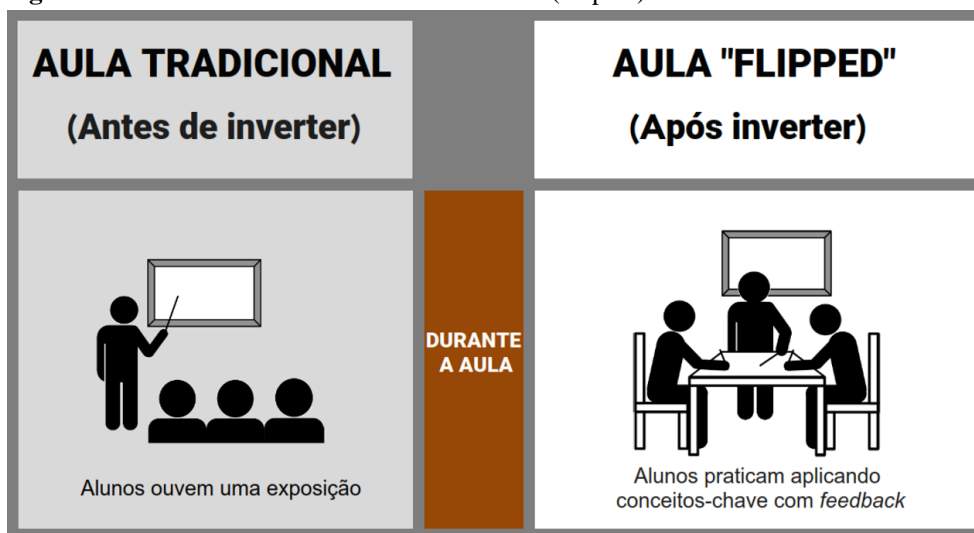 AULA TRADICIONAL
(Antes de inverter)
AULA "FLIPPED"
(Após inverter)
DURANTE
A AULA
Alunos ouvem uma exposição
Alunos praticam aplicando
conceitos-chave com feedback